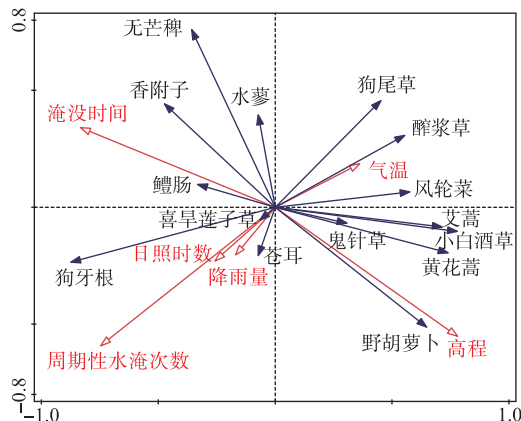 0.8
无芒稗
香附子
水蓼
狗尾草
淹没时间
酢浆草
气温
鳢肠
风轮菜
喜旱莲子草
艾蒿
鬼针草
小白酒草
日照时数
苍耳
黄花蒿
狗牙根
降雨量
野胡萝卜
高程
周期性水淹次数
-0.8
-1.0
1.0